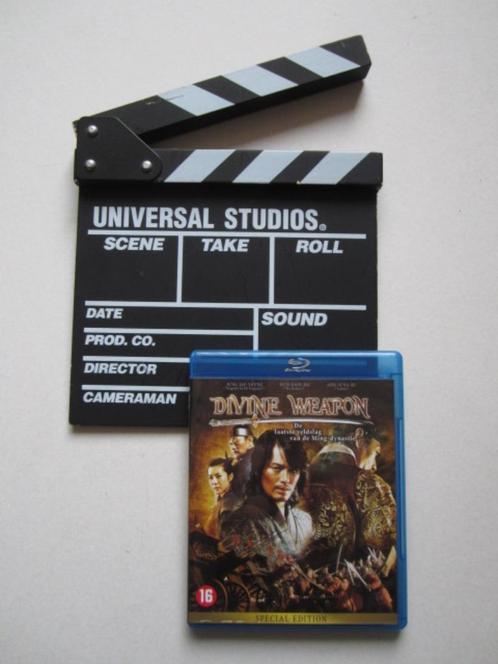 UNIVERSAL STUDIOS®
SCENE TAKE ROLL
DATE
SOUND
PROD. CO.
DIRECTOR
CAMERAMAN
DIVINE WEAPON
De
laatste veldslag
van de Ming-dynastie
16
SPECIAL EDITION